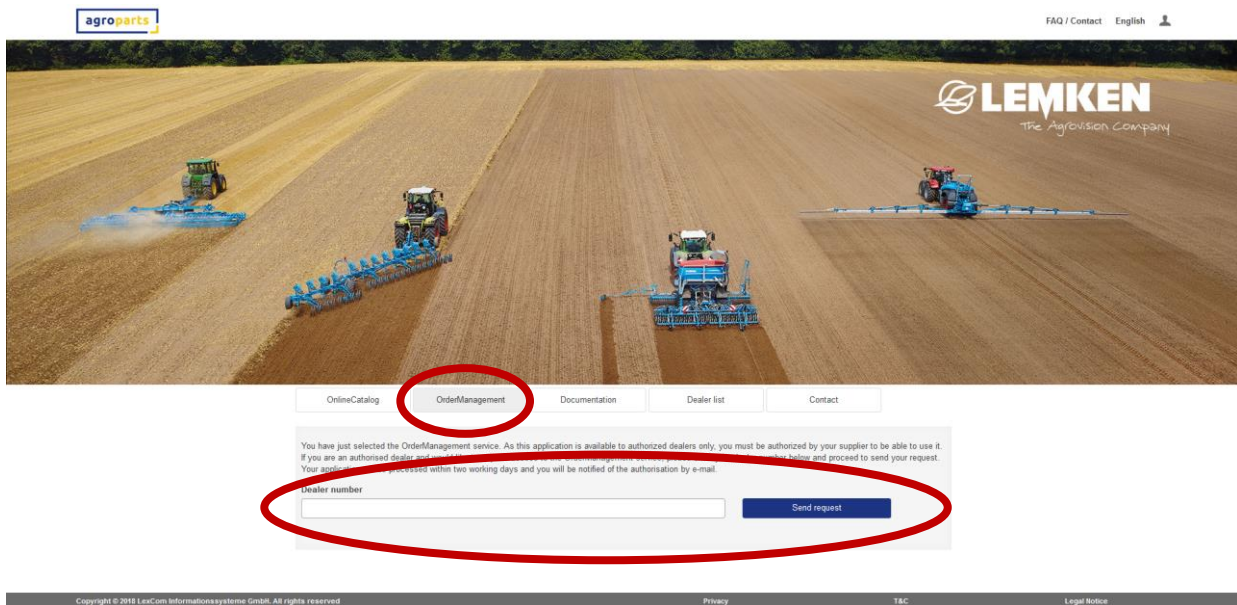 agroparts
FAQ / Contact English
LEMKEN
The Agrovision Company
OnlineCatalog OrderManagement Documentation Dealer list Contact
You have just selected the OrderManagement service. As this application is available to authorized dealers only, you must be authorized by your supplier to be able to use it.
If you are an authorised dealer and number below and proceed to send your request.
Your application processed within two working days and you will be notified of the authorisation by e-mail.
Dealer number
Send request
Copyright © 2018 LexCom Informationssysteme GmbH. All rights reserved Privacy T&C Legal Notice